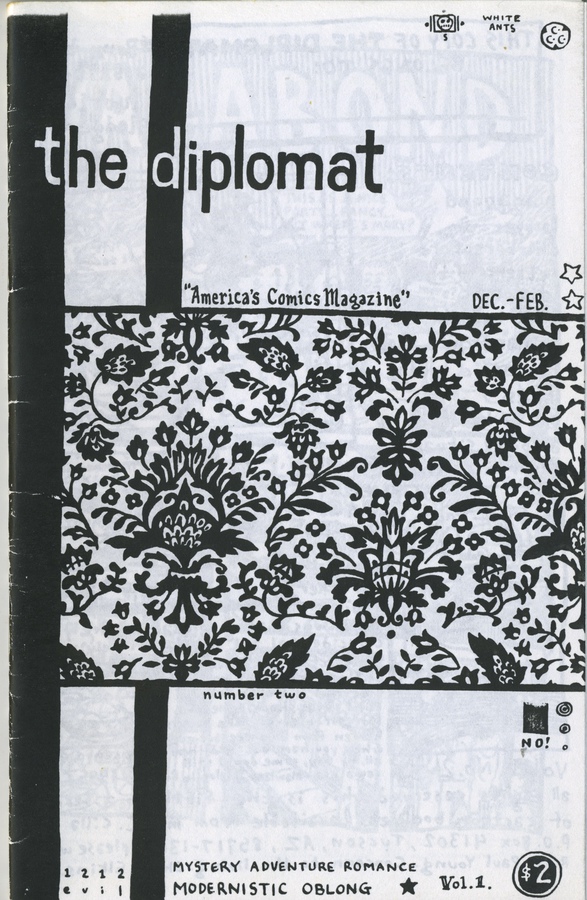 WHITE
ANTS
5
C C C
the diplomat
"America's Comics Magazine"
DEC.-FEB.
number two
©
NO!
1 2 1 2
e v i l
MYSTERY ADVENTURE ROMANCE
MODERNISTIC OBLONG
Vol.1.
$2